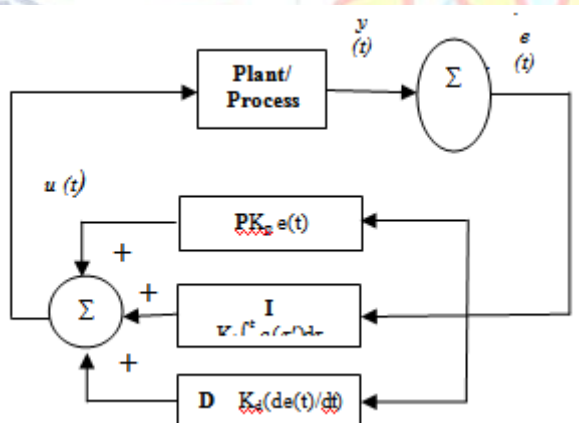 y
(t)
e
(t)
Plant/
Process
Σ
u (t)
PKp e(t)
+
Σ
+
I
+
D Kd(de(t)/dt)